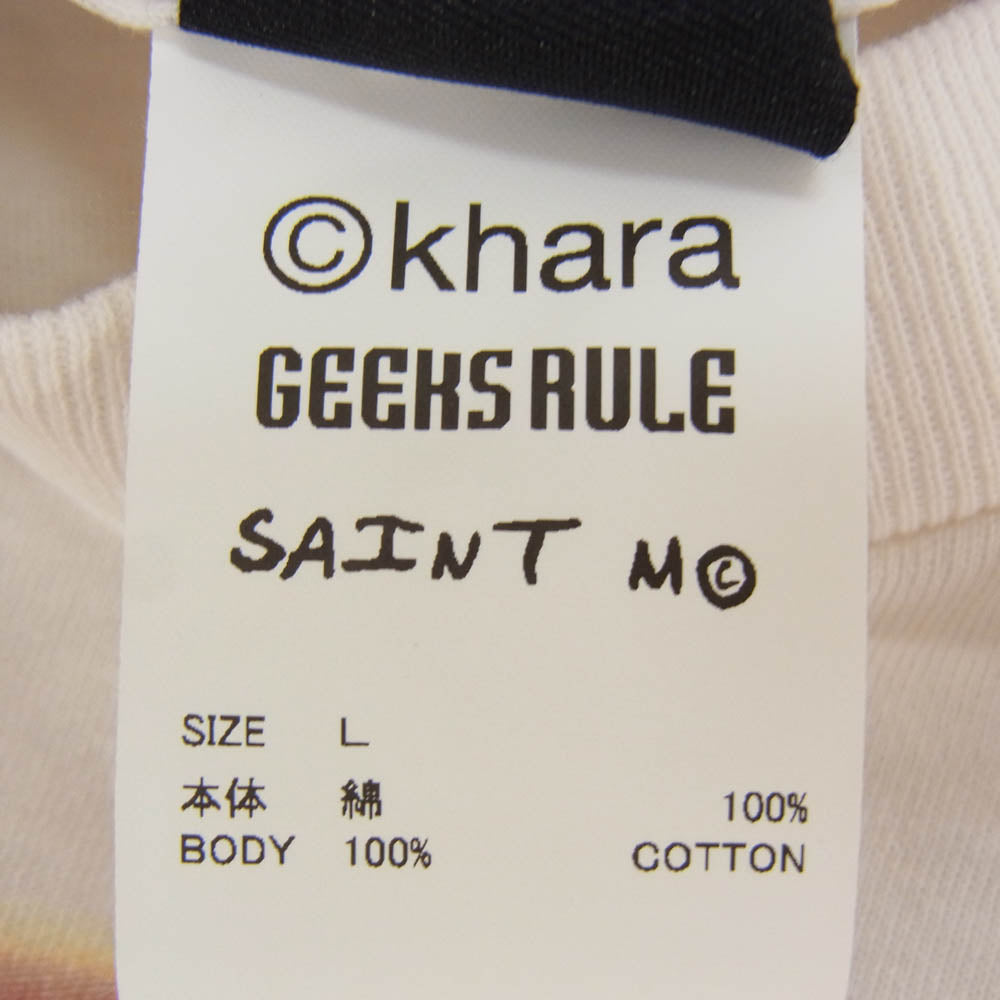 ©khara
GEEKS RULE
SAINT M©
SIZE L
本体 綿 100%
BODY 100% COTTON